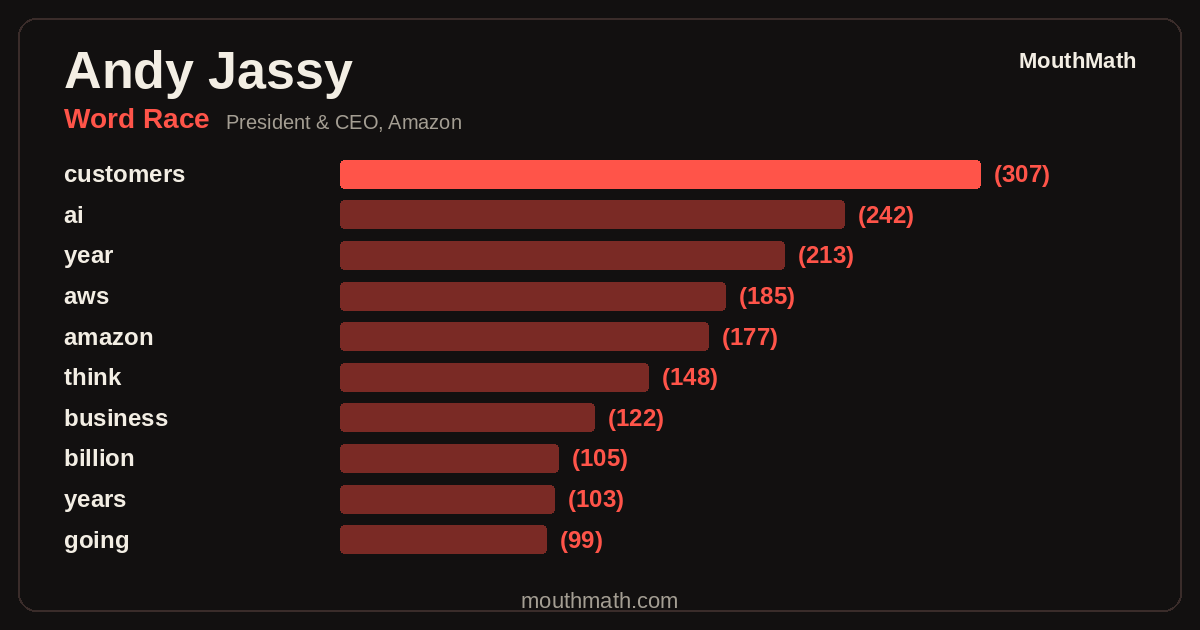 Andy Jassy
MouthMath
Word Race President & CEO, Amazon
customers (307)
ai (242)
year (213)
aws (185)
amazon (177)
think (148)
business (122)
billion (105)
years (103)
going (99)
mouthmath.com